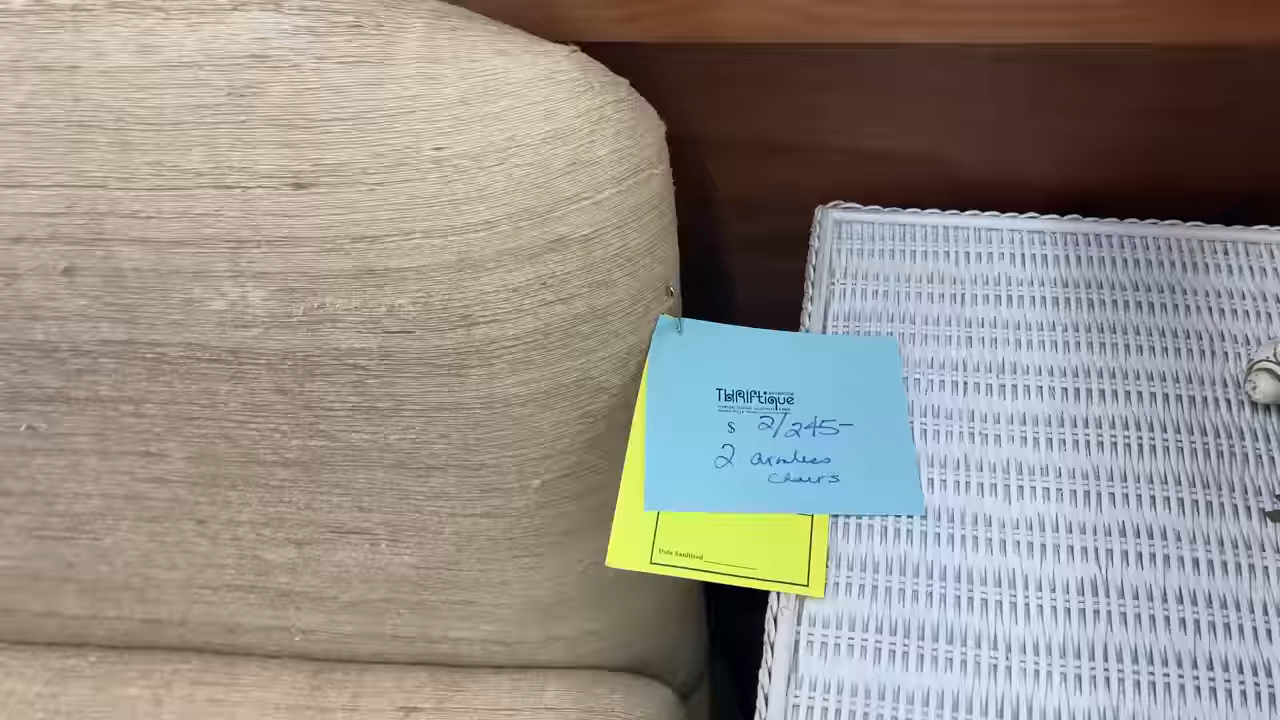 Thriftique
$ 2/245-
2 armless
chairs
Date Sanitized